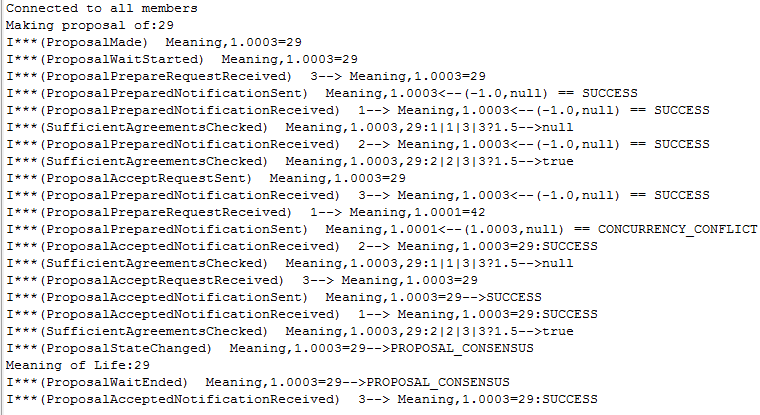 Connected to all members
Making proposal of:29
I***(ProposalMade)  Meaning,1.0003=29
I***(ProposalWaitStarted)  Meaning,1.0003=29
I***(ProposalPrepareRequestReceived)  3--> Meaning,1.0003=29
I***(ProposalPreparedNotificationSent)  Meaning,1.0003<--(-1.0,null) == SUCCESS
I***(ProposalPreparedNotificationReceived)  1--> Meaning,1.0003<--(-1.0,null) == SUCCESS
I***(SufficientAgreementsChecked)  Meaning,1.0003,29:1|1|3|3?1.5-->null
I***(ProposalPreparedNotificationReceived)  2--> Meaning,1.0003<--(-1.0,null) == SUCCESS
I***(SufficientAgreementsChecked)  Meaning,1.0003,29:2|2|3|3?1.5-->true
I***(ProposalAcceptRequestSent)  Meaning,1.0003=29
I***(ProposalPreparedNotificationReceived)  3--> Meaning,1.0003<--(-1.0,null) == SUCCESS
I***(ProposalPrepareRequestReceived)  1--> Meaning,1.0001=42
I***(ProposalPreparedNotificationSent)  Meaning,1.0001<--(1.0003,null) == CONCURRENCY_CONFLICT
I***(ProposalAcceptedNotificationReceived)  2--> Meaning,1.0003=29:SUCCESS
I***(SufficientAgreementsChecked)  Meaning,1.0003,29:1|1|3|3?1.5-->null
I***(ProposalAcceptRequestReceived)  3--> Meaning,1.0003=29
I***(ProposalAcceptedNotificationSent)  Meaning,1.0003=29-->SUCCESS
I***(ProposalAcceptedNotificationReceived)  1--> Meaning,1.0003=29:SUCCESS
I***(SufficientAgreementsChecked)  Meaning,1.0003,29:2|2|3|3?1.5-->true
I***(ProposalStateChanged)  Meaning,1.0003=29-->PROPOSAL_CONSENSUS
Meaning of Life:29
I***(ProposalWaitEnded)  Meaning,1.0003=29-->PROPOSAL_CONSENSUS
I***(ProposalAcceptedNotificationReceived)  3--> Meaning,1.0003=29:SUCCESS